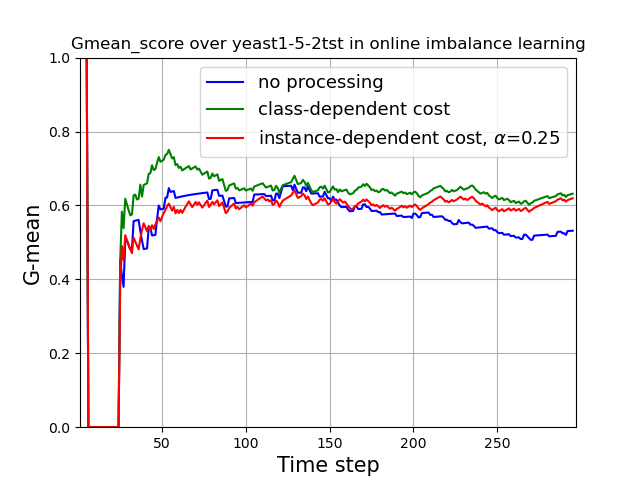 Gmean_score over yeast1-5-2tst in online imbalance learning
no processing
class-dependent cost
instance-dependent cost, α=0.25
G-mean
1.0
0.8
0.6
0.4
0.2
0.0
50 100 150 200 250
Time step